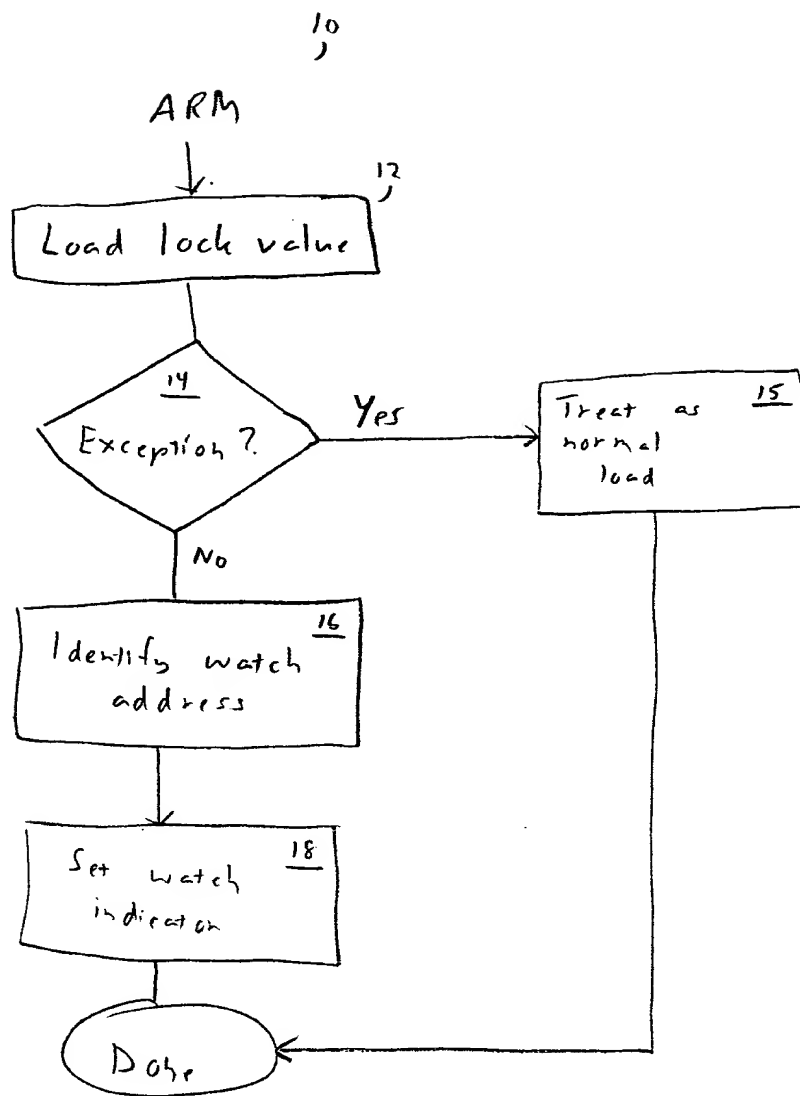 10
ARM
12
Load lock value
14
Exception?
Yes
15
Treat as
normal
load
No
16
Identify watch
address
18
Set watch
indicator
Done